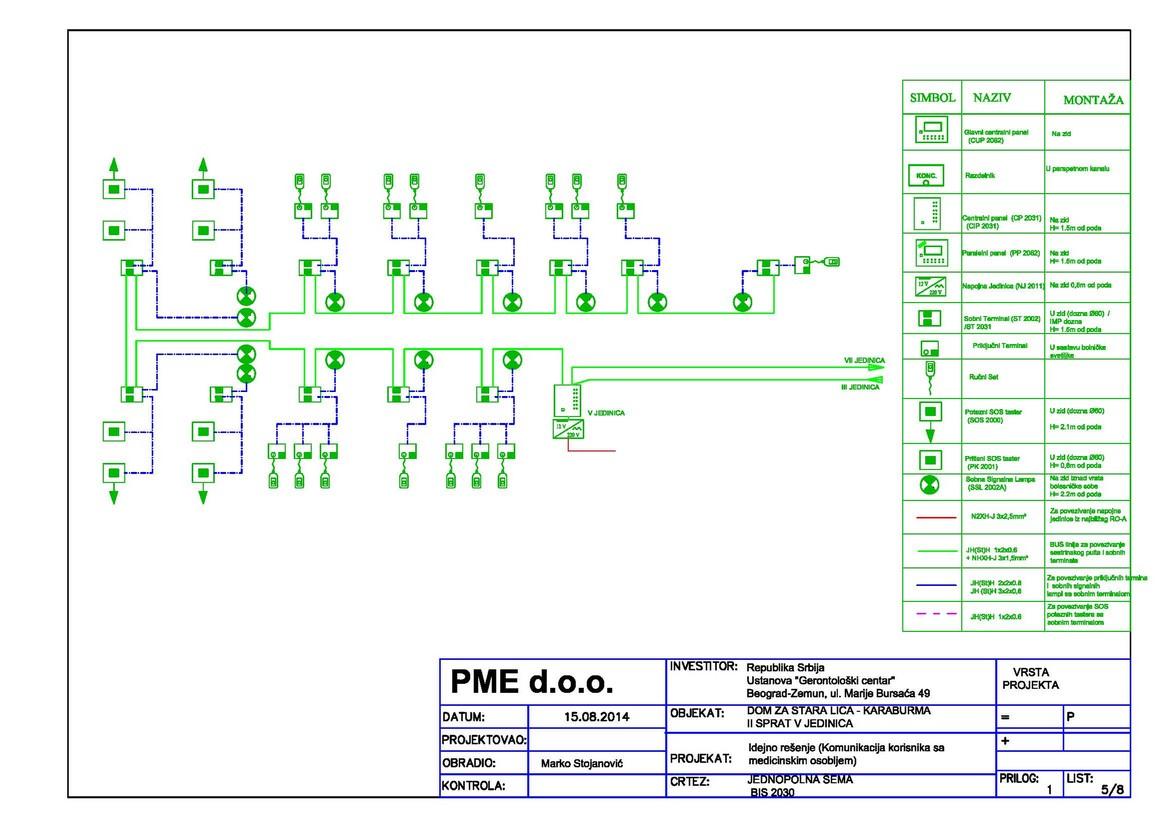 SIMBOL NAZIV MONTAŽA
Glavni centralni panel
(CUP 2082)
Na zid
KONC.
Razdelnik
U parapetnom kanalu
Centralni panel (CP 2031)
(CIP 2031)
Na zid
H= 1.5m od poda
Paralelni panel (PP 2082)
Na zid
H= 1.5m od poda
12 V
220 V
Napojna Jedinica (NJ 2011)
Na zid 0,5m od poda
Sobni Terminal (ST 2002)
/ST 2031
U zid (dozna Ø60) /
IMP dozna
H= 1.5m od poda
Priključni Terminal
U sastavu bolničke
svetiljke
Ručni Set
Potezni SOS taster
(SOS 2000)
U zid (dozna Ø60)
H= 2.1m od poda
Pritisni SOS taster
(PK 2001)
U zid (dozna Ø60)
H= 0,8m od poda
Sobna Signalna Lampa
(SSL 2002A)
Na zid iznad vrata
bolesničke sobe
H= 2.2m od poda
N2XH-J 3x2,5mm²
Za povezivanje napojne
jedinice iz najbližeg RO-A
JH(St)H 1x2x0.6
+ NHXH-J 3x1,5mm²
BUS linija za povezivanje
sestrinskog pulta i sobnih
terminala
JH(St)H 2x2x0.8
JH (St)H 3x2x0,8
Za povezivanje priključnih
i sobnih signalnih
lampi sa sobnim terminalom
JH(St)H 1x2x0.6
Za povezivanje SOS
poteznih tastera sa
sobnim terminalom
VII JEDINICA
III JEDINICA
V JEDINICA
12 V
220 V
PME d.o.o.
INVESTITOR: Republika Srbija
Ustanova "Gerontološki centar"
Beograd-Zemun, ul. Marije Bursaća 49
VRSTA
PROJEKTA
DATUM: 15.08.2014
OBJEKAT: DOM ZA STARA LICA - KARABURMA
II SPRAT V JEDINICA
= P
PROJEKTOVAO:
+
OBRADIO: Marko Stojanović
PROJEKAT: Idejno rešenje (Komunikacija korisnika sa
medicinskim osobljem)
KONTROLA:
CRTEZ: JEDNOPOLNA SEMA
BIS 2030
PRILOG: 1
LIST: 5/8